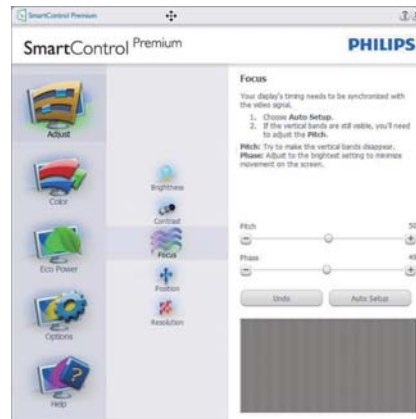 SmartControl Premium
SmartControl Premium
PHILIPS
Focus
Your display's timing needs to be synchronized with
the video signal.
1. Choose Auto Setup.
2. If the vertical bands are still visible, you'll need
to adjust the Pitch.
Pitch: Try to make the vertical bands disappear.
Phase: Adjust to the brightest setting to minimize
movement on the screen.
Adjust
Color
Eco Power
Options
Help
Brightness
Contrast
Focus
Position
Resolution
Pitch
50
Phase
Undo
Auto Setup